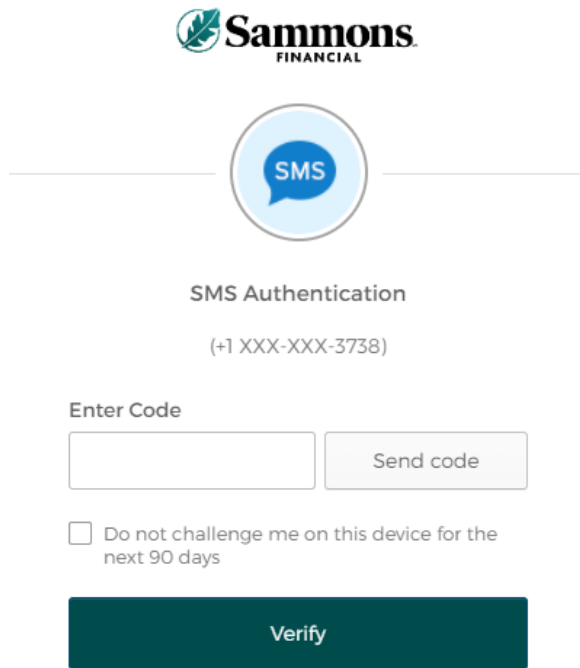 Sammons
FINANCIAL
SMS
SMS Authentication
(+1 XXX-XXX-3738)
Enter Code
Send code
Do not challenge me on this device for the
next 90 days
Verify